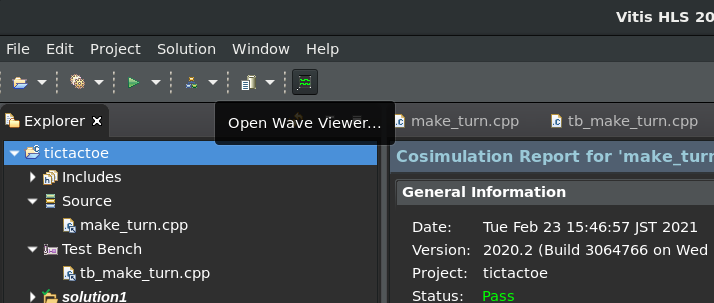 Vitis HLS 20
File Edit Project Solution Window Help
Explorer
Open Wave Viewer...
make_turn.cpp
tb_make_turn.cpp
tictactoe
Includes
Source
make_turn.cpp
Test Bench
tb_make_turn.cpp
solution1
Cosimulation Report for 'make_turn
General Information
Date: Tue Feb 23 15:46:57 JST 2021
Version: 2020.2 (Build 3064766 on Wed
Project: tictactoe
Status: Pass